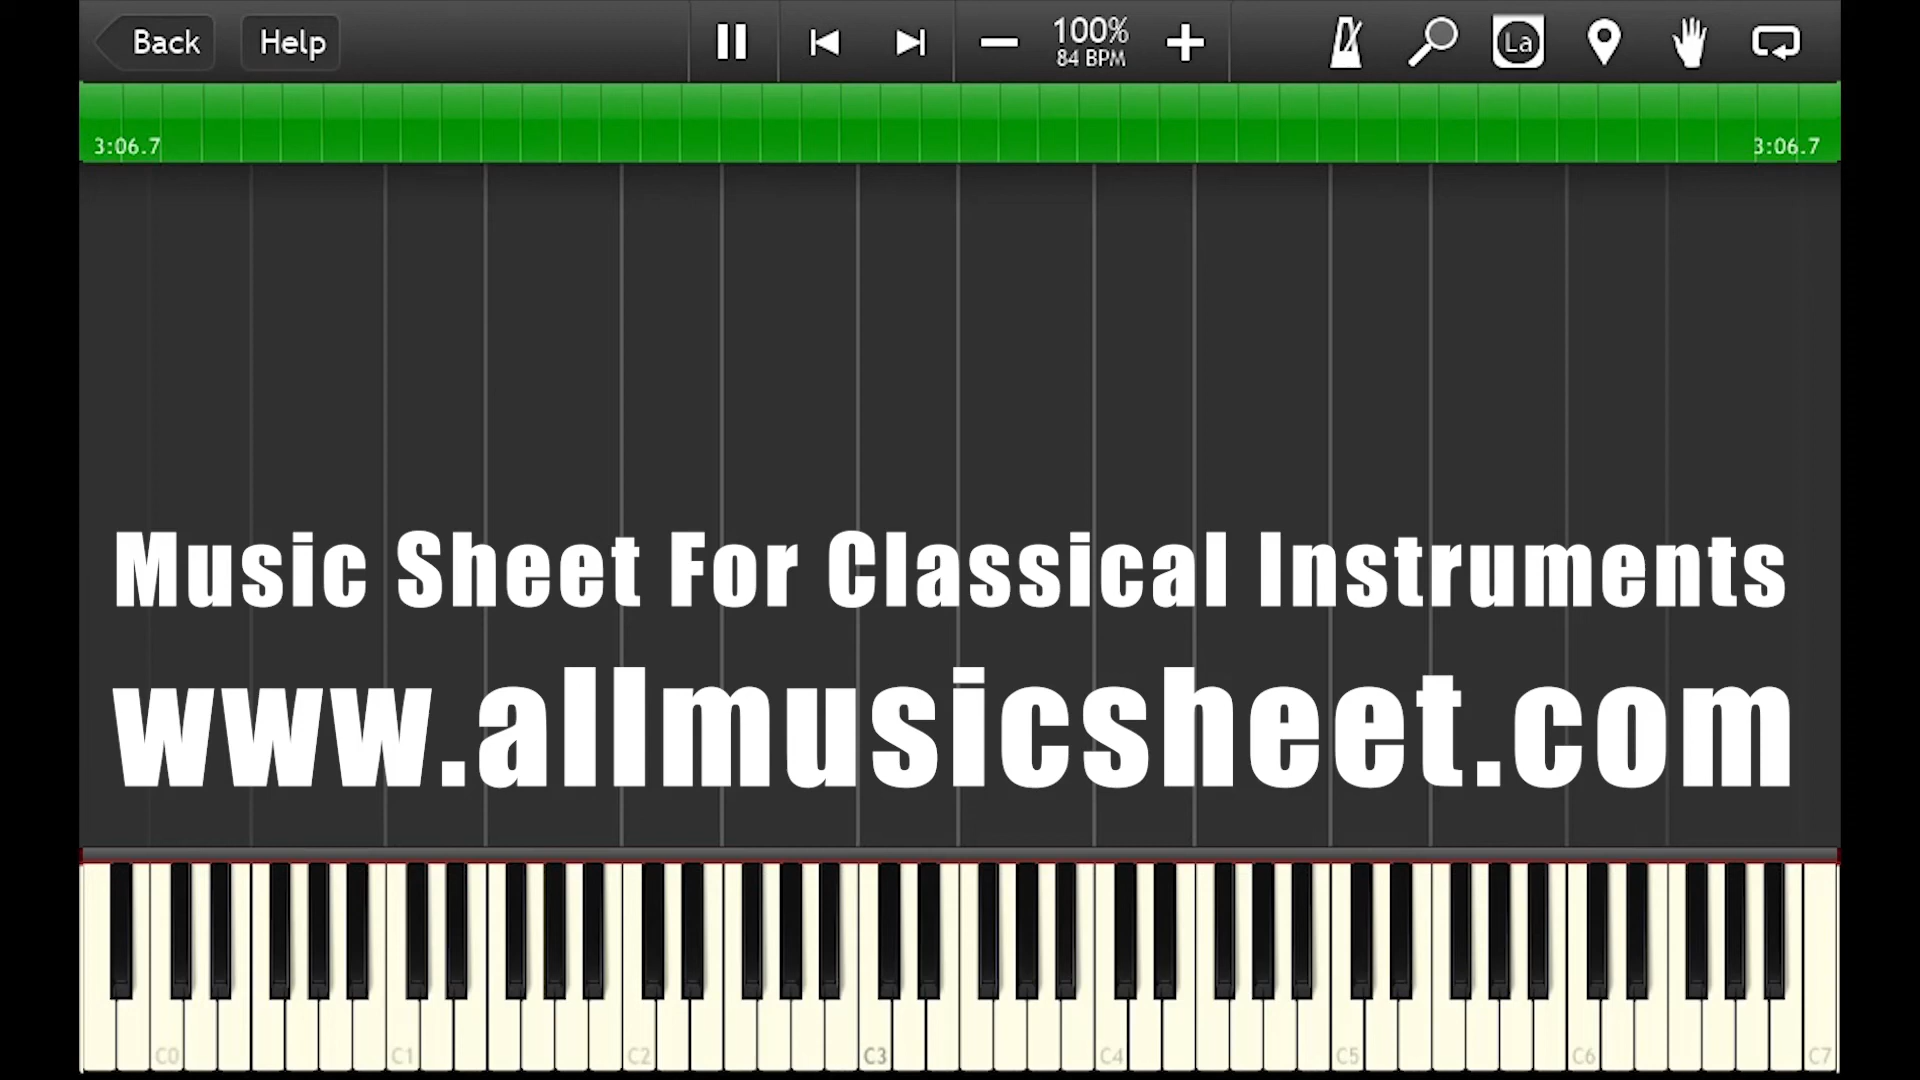 Back
Help
100%
84 BPM
La
3:06.7
3:06.7
Music Sheet For Classical Instruments
www.allmusicsheet.com
C0
C1
C2
C3
C4
C5
C6
C7